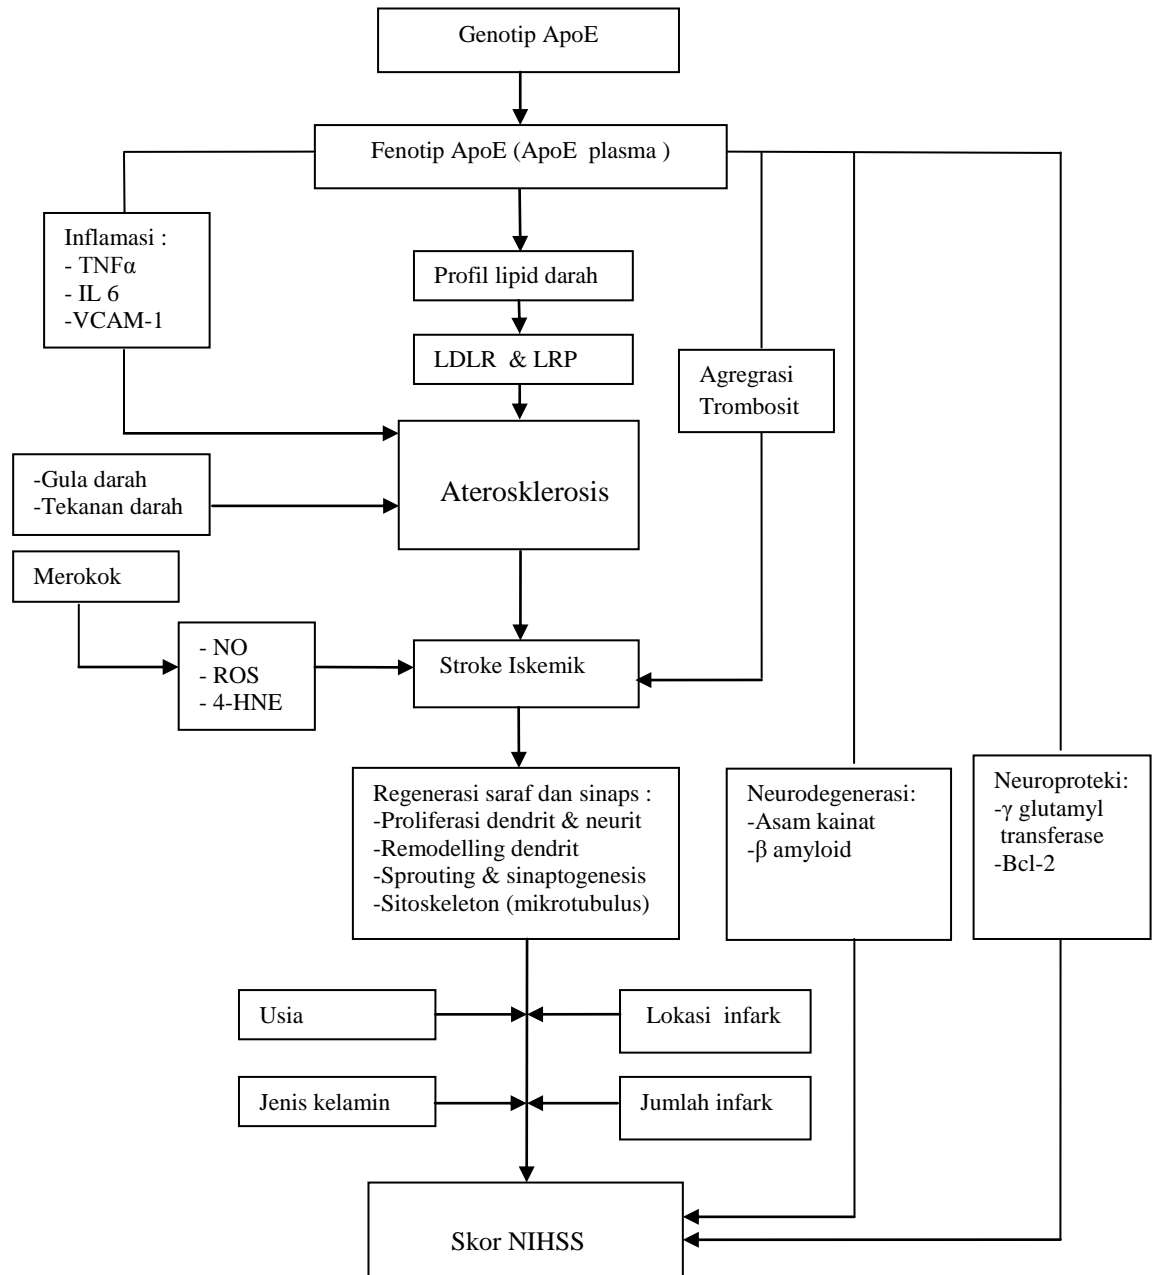 Genotip ApoE
Fenotip ApoE (ApoE plasma )
Inflamasi :
- TNFα
- IL 6
-VCAM-1
Profil lipid darah
LDLR & LRP
Agregrasi
Trombosit
Aterosklerosis
-Gula darah
-Tekanan darah
Merokok
- NO
- ROS
- 4-HNE
Stroke Iskemik
Regenerasi saraf dan sinaps :
-Proliferasi dendrit & neurit
-Remodelling dendrit
-Sprouting & sinaptogenesis
-Sitoskeleton (mikrotubulus)
Neurodegenerasi:
-Asam kainat
-β amyloid
Neuroproteki:
-γ glutamyl
transferase
-Bcl-2
Usia
Lokasi infark
Jenis kelamin
Jumlah infark
Skor NIHSS